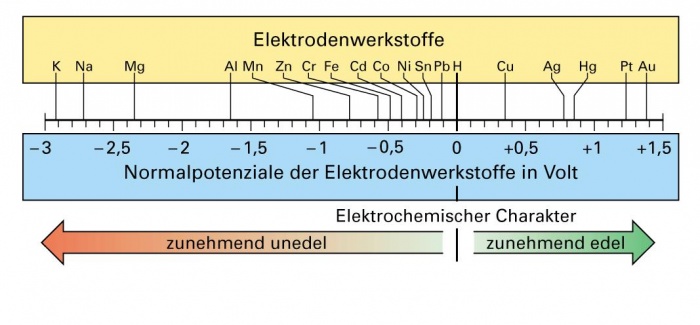 Elektrodenwerkstoffe
K Na Mg Al Mn Zn Cr Fe Cd Co Ni Sn Pb H Cu Ag Hg Pt Au
−3 −2,5 −2 −1,5 −1 −0,5 0 +0,5 +1 +1,5
Normalpotenziale der Elektrodenwerkstoffe in Volt
Elektrochemischer Charakter
zunehmend unedel zunehmend edel